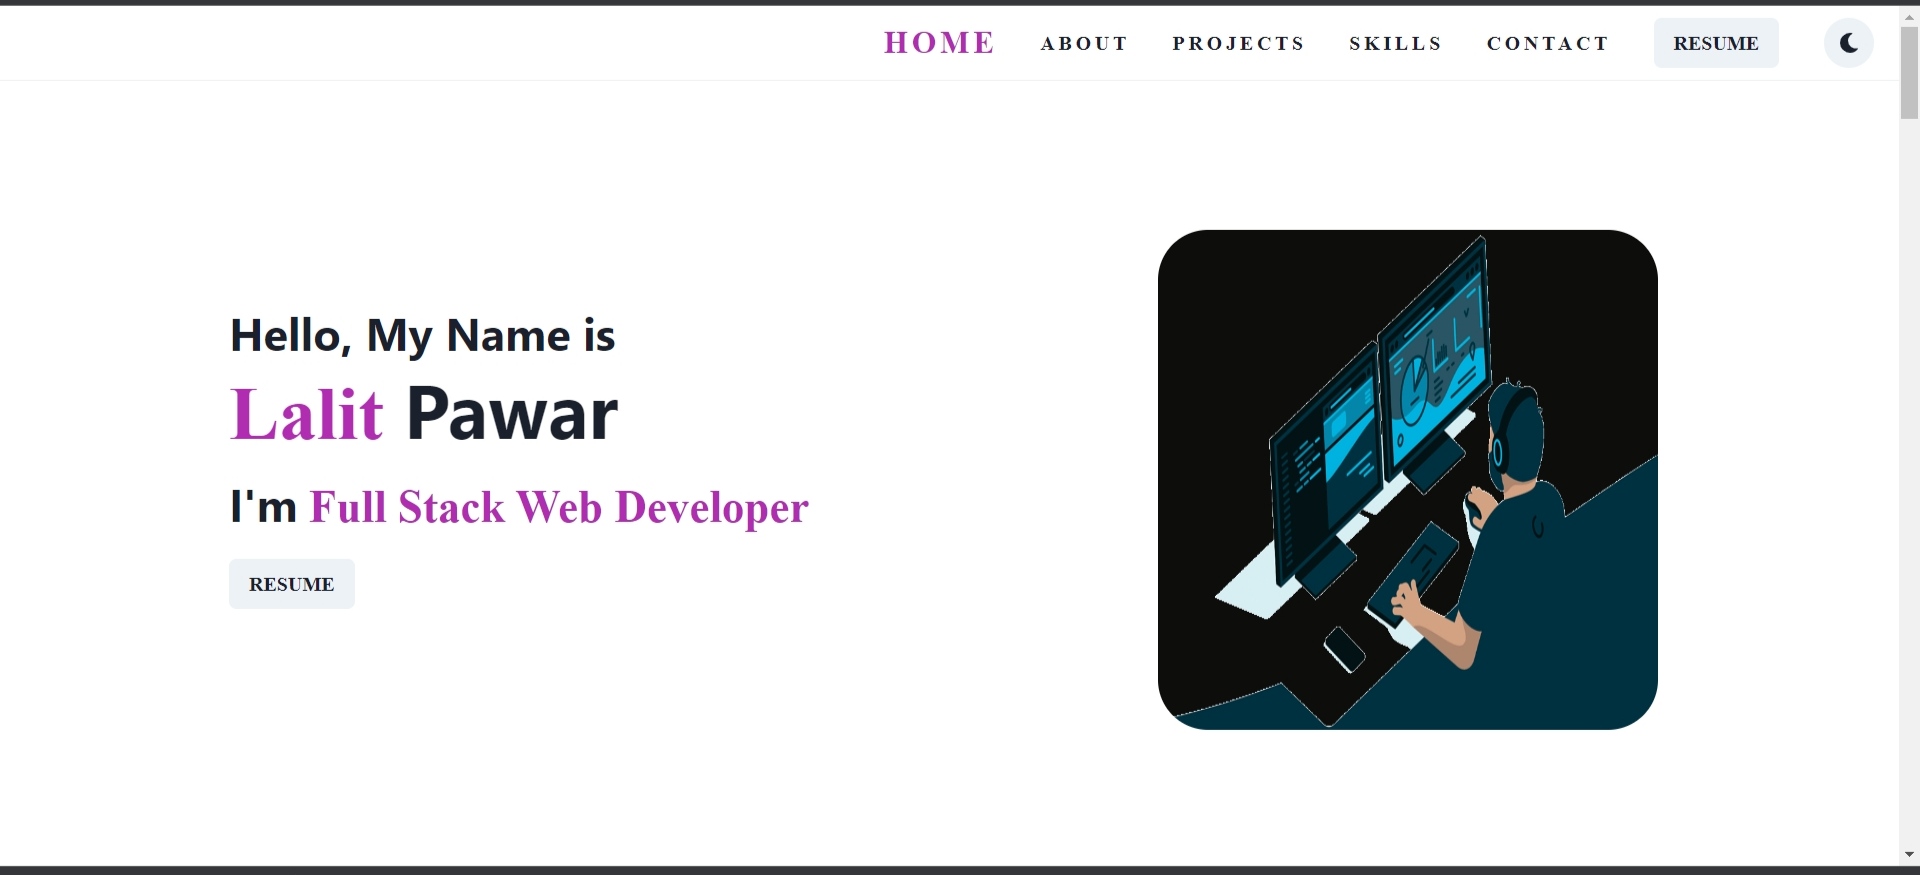 HOME ABOUT PROJECTS SKILLS CONTACT RESUME
Hello, My Name is
Lalit Pawar
I'm Full Stack Web Developer
RESUME